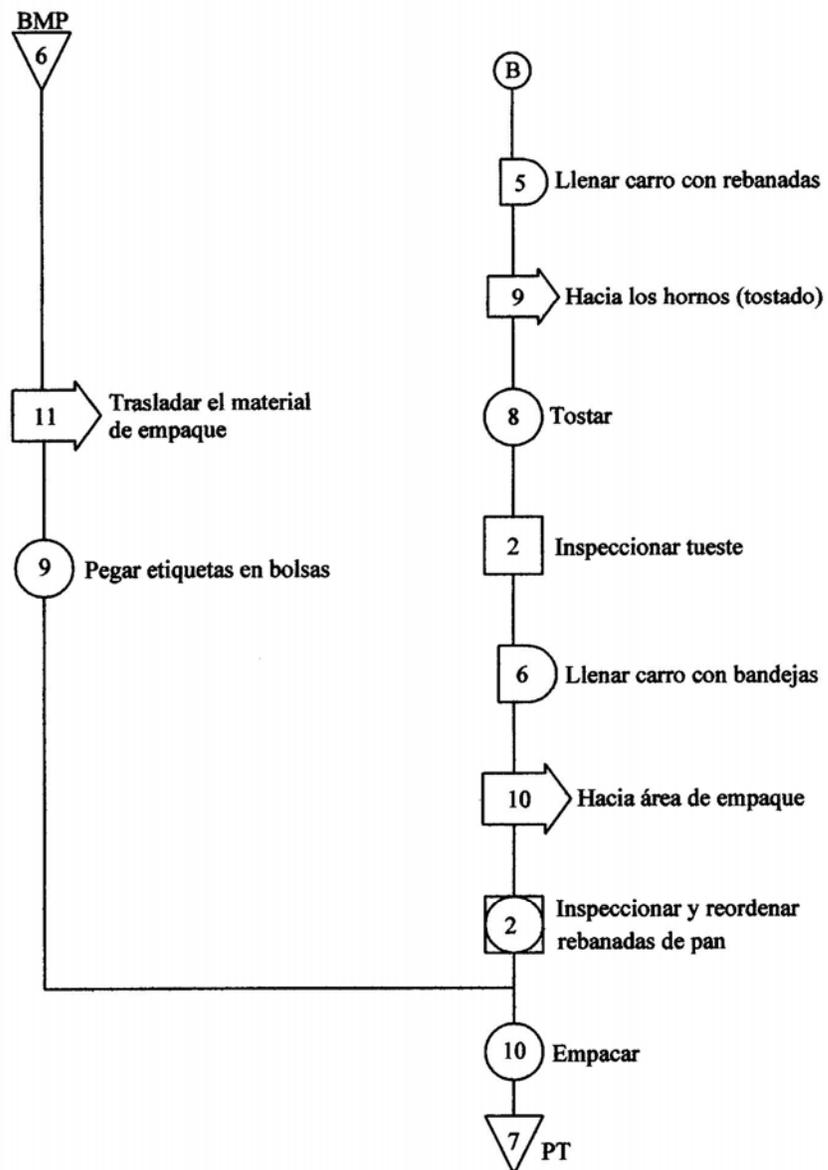 BMP
6
B
5 Llenar carro con rebanadas
9 Hacia los hornos (tostado)
11 Trasladar el material
de empaque
8 Tostar
2 Inspeccionar tueste
9 Pegar etiquetas en bolsas
6 Llenar carro con bandejas
10 Hacia área de empaque
2 Inspeccionar y reordenar
rebanadas de pan
10 Empacar
7 PT